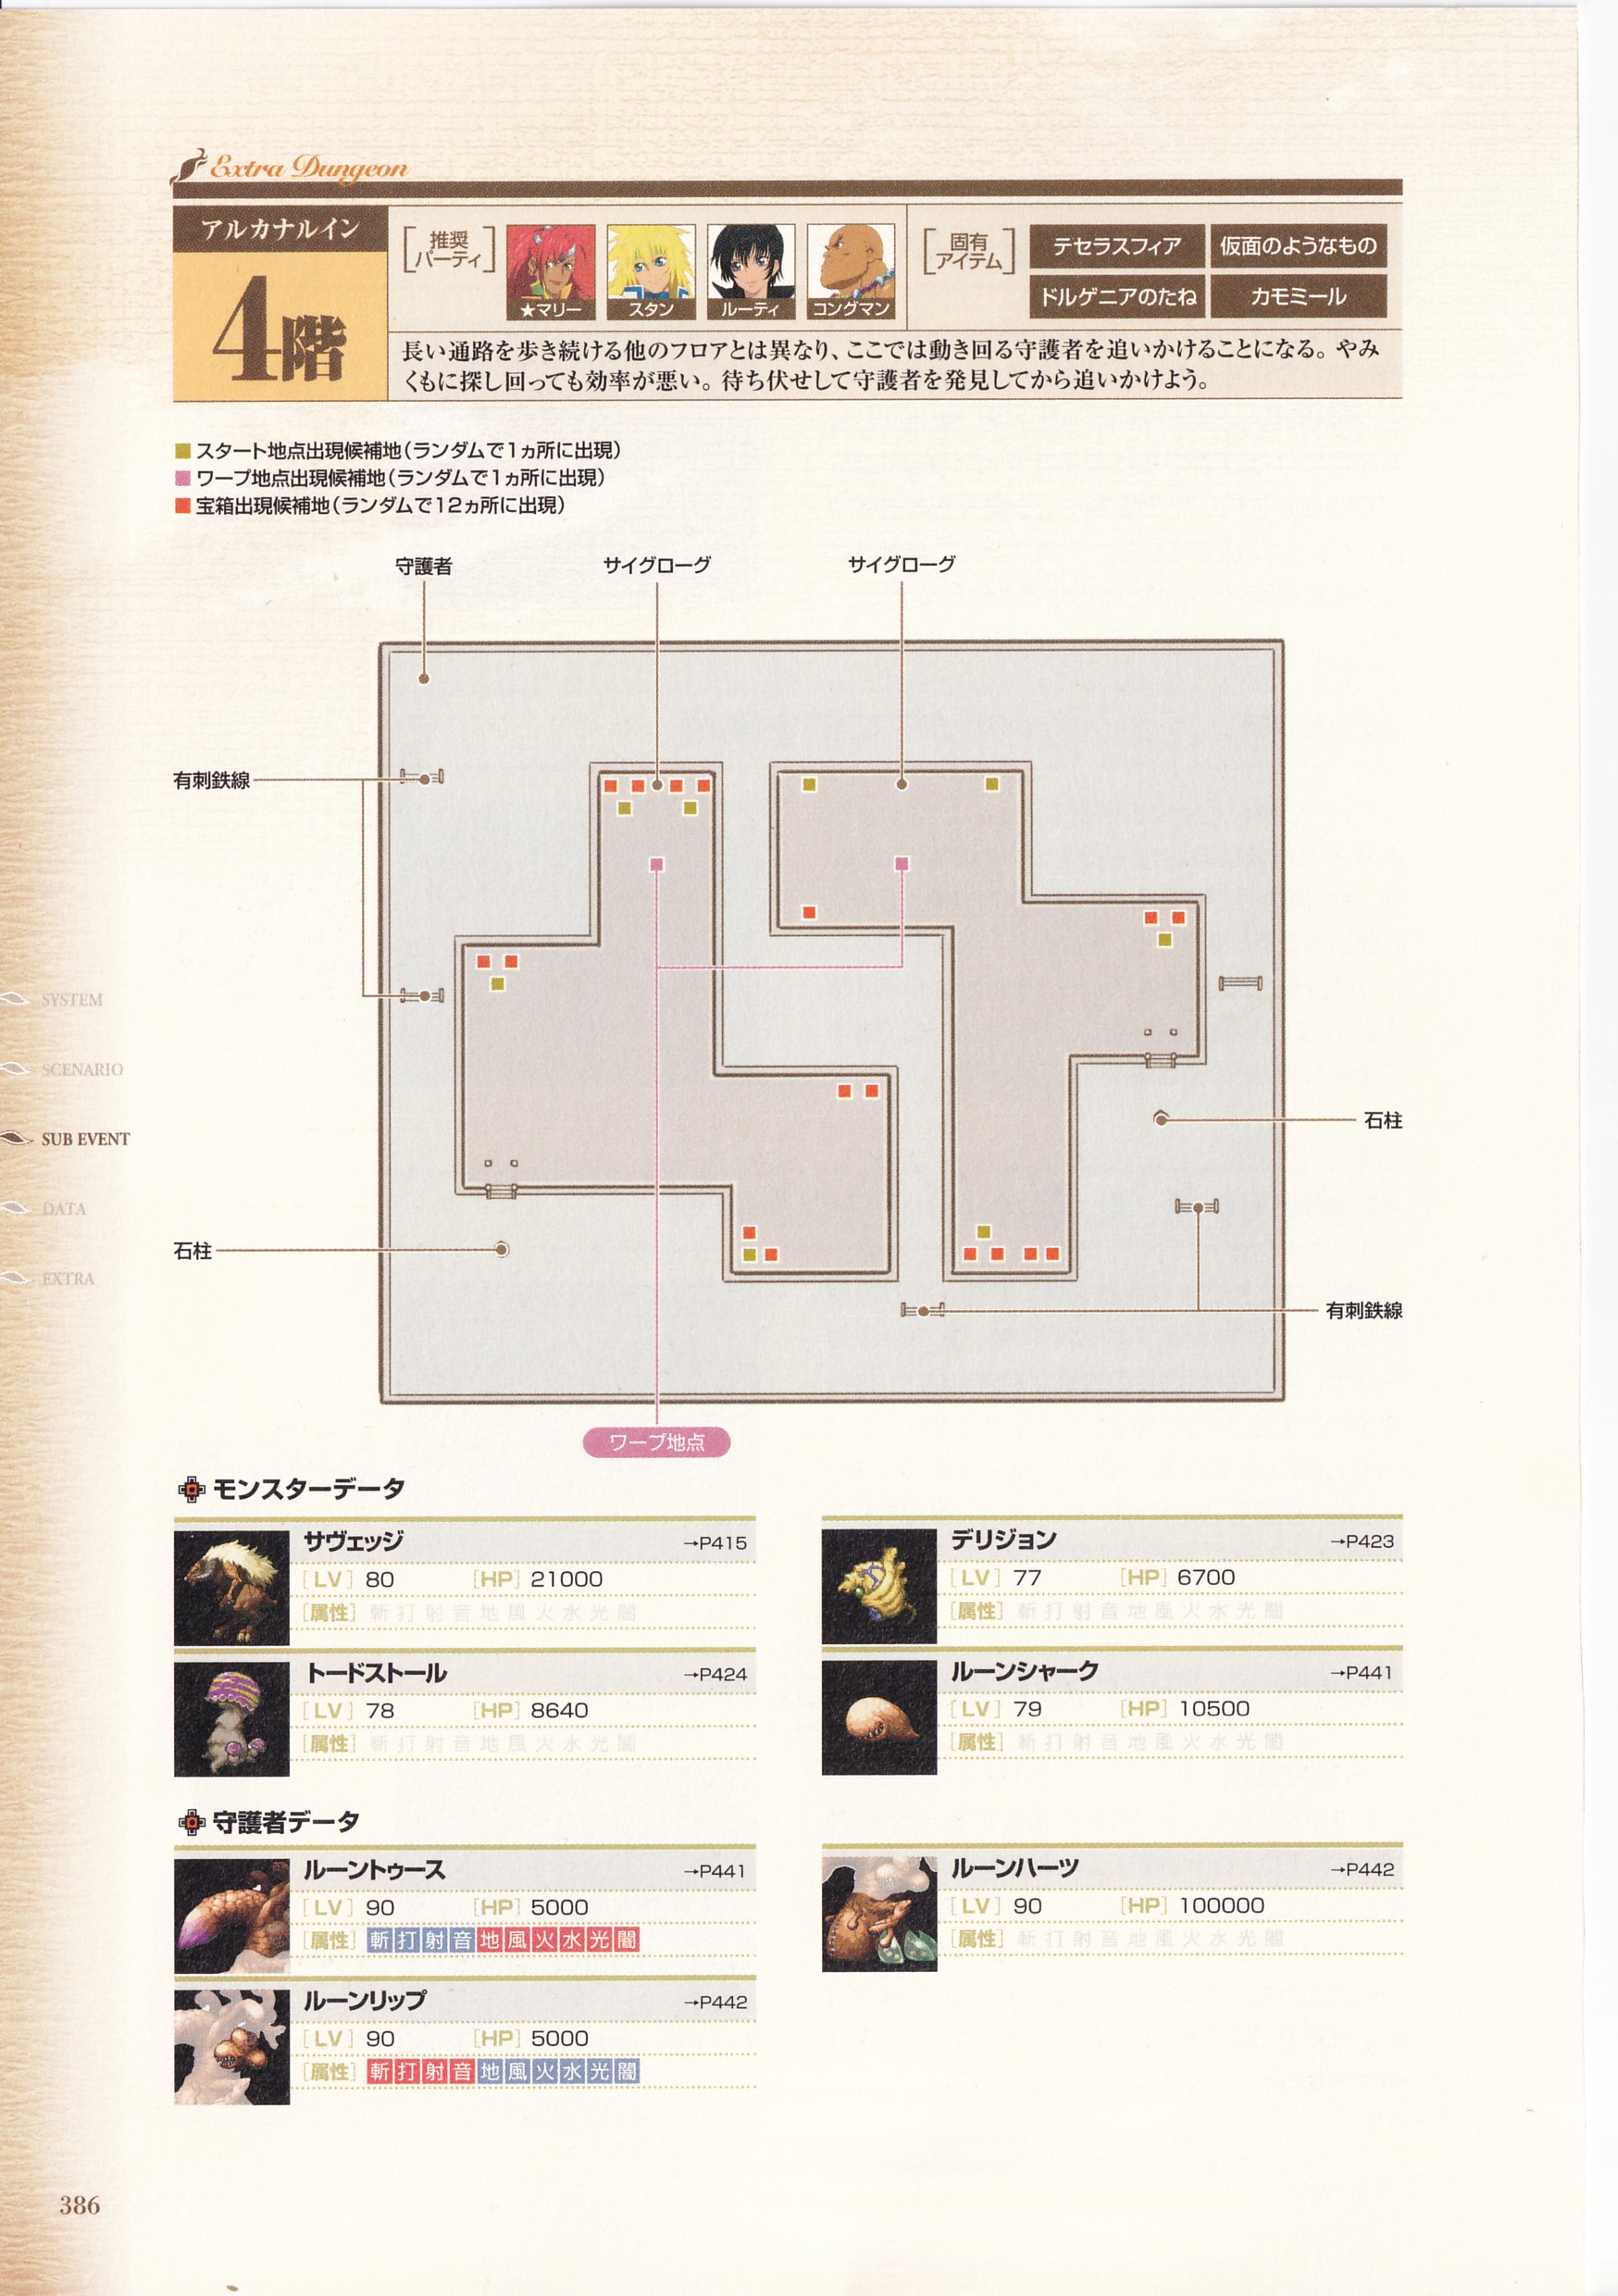 Extra Dungeon
アルカナルイン
4階
推奨パーティ
★マリー
スタン
ルーティ
コングマン
固有アイテム
テセラスフィア
仮面のようなもの
ドルゲニアのたね
カモミール
長い通路を歩き続ける他のフロアとは異なり、ここでは動き回る守護者を追いかけることになる。やみ
くもに探し回っても効率が悪い。待ち伏せして守護者を発見してから追いかけよう。
スタート地点出現候補地(ランダムで1ヵ所に出現)
ワープ地点出現候補地(ランダムで1ヵ所に出現)
宝箱出現候補地(ランダムで12ヵ所に出現)
守護者
サイグローグ
サイグローグ
有刺鉄線
石柱
石柱
有刺鉄線
ワープ地点
SYSTEM
SCENARIO
SUB EVENT
DATA
EXTRA
モンスターデータ
サヴェッジ →P415
[LV] 80 [HP] 21000
[属性] 斬打射音地風火水光闇
デリジョン →P423
[LV] 77 [HP] 6700
[属性] 斬打射音地風火水光闇
トードストール →P424
[LV] 78 [HP] 8640
[属性] 斬打射音地風火水光闇
ルーンシャーク →P441
[LV] 79 [HP] 10500
[属性] 斬打射音地風火水光闇
守護者データ
ルーントゥース →P441
[LV] 90 [HP] 5000
[属性] 斬打射音地風火水光闇
ルーンハーツ →P442
[LV] 90 [HP] 100000
[属性] 斬打射音地風火水光闇
ルーンリップ →P442
[LV] 90 [HP] 5000
[属性] 斬打射音地風火水光闇
386